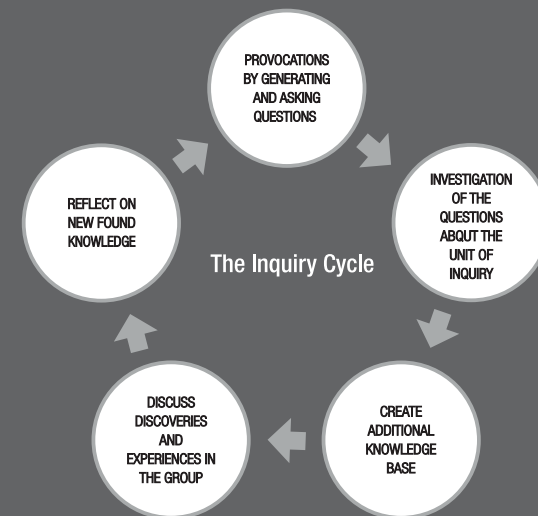 PROVOCATIONS
BY GENERATING
AND ASKING
QUESTIONS
INVESTIGATION
OF THE
QUESTIONS
ABQUT THE
UNIT OF
INQUIRY
CREATE
ADDITIONAL
KNOWLEDGE
BASE
DISCUSS
DISCOVERIES
AND
EXPERIENCES IN
THE GROUP
REFLECT ON
NEW FOUND
KNOWLEDGE
The Inquiry Cycle